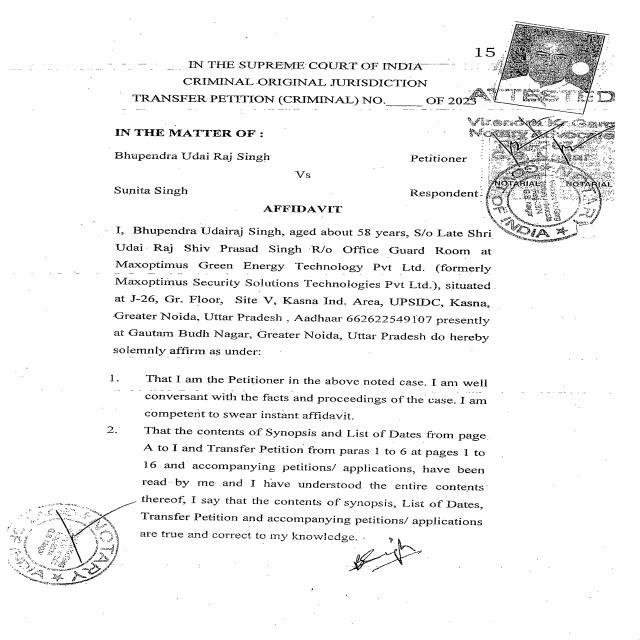 15
IN THE SUPREME COURT OF INDIA
CRIMINAL ORIGINAL JURISDICTION
TRANSFER PETITION (CRIMINAL) NO.______ OF 2023
ATTESTED
Virendra Kr. Garg
Notary Advocate
IN THE MATTER OF :
Bhupendra Udai Raj Singh Petitioner
Vs
NOTARIAL NOTARIAL
Sunita Singh Respondent
NOTARY
OF INDIA
AFFIDAVIT
I, Bhupendra Udairaj Singh, aged about 58 years, S/o Late Shri
Udai Raj Shiv Prasad Singh R/o Office Guard Room at
Maxoptimus Green Energy Technology Pvt Ltd. (formerly
Maxoptimus Security Solutions Technologies Pvt Ltd.), situated
at J-26, Gr. Floor, Site V, Kasna Ind. Area, UPSIDC, Kasna,
Greater Noida, Uttar Pradesh , Aadhaar 662622549107 presently
at Gautam Budh Nagar, Greater Noida, Uttar Pradesh do hereby
solemnly affirm as under:
1. That I am the Petitioner in the above noted case. I am well
conversant with the facts and proceedings of the case. I am
competent to swear instant affidavit.
2. That the contents of Synopsis and List of Dates from page
A to I and Transfer Petition from paras 1 to 6 at pages 1 to
16 and accompanying petitions/ applications, have been
read by me and I have understood the entire contents
thereof, I say that the contents of synopsis, List of Dates,
Transfer Petition and accompanying petitions/ applications
are true and correct to my knowledge.
NOTARY